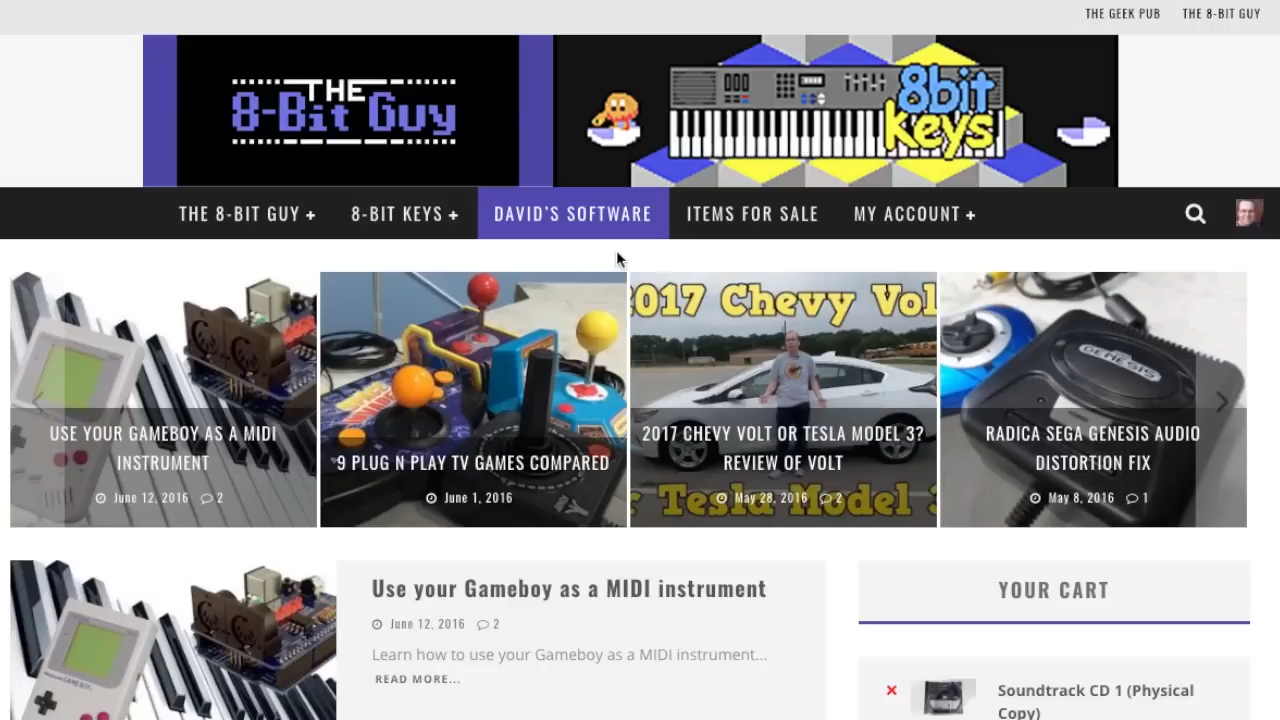 THE GEEK PUB THE 8-BIT GUY
THE
8-Bit Guy
8bit
keys
THE 8-BIT GUY + 8-BIT KEYS + DAVID'S SOFTWARE ITEMS FOR SALE MY ACCOUNT +
USE YOUR GAMEBOY AS A MIDI
INSTRUMENT
June 12, 2016 2
9 PLUG N PLAY TV GAMES COMPARED
June 1, 2016
2017 Chevy Vol
2017 CHEVY VOLT OR TESLA MODEL 3?
REVIEW OF VOLT
May 28, 2016 2
Tesla Model 3
GENESIS
RADICA SEGA GENESIS AUDIO
DISTORTION FIX
May 8, 2016 1
Use your Gameboy as a MIDI instrument
June 12, 2016 2
Learn how to use your Gameboy as a MIDI instrument...
READ MORE...
YOUR CART
Soundtrack CD 1 (Physical
Copy)